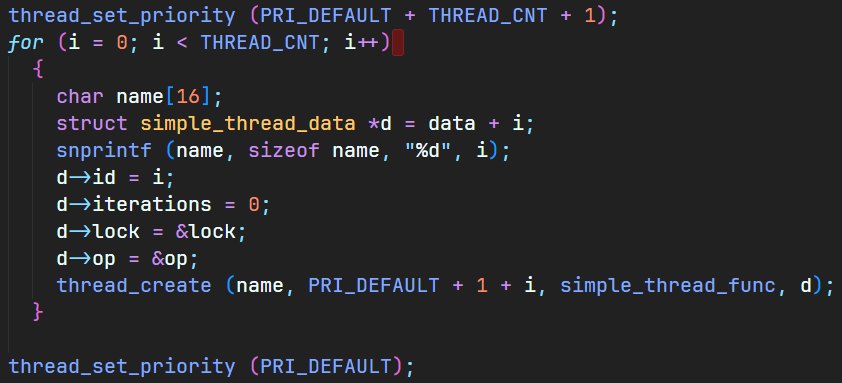 thread_set_priority (PRI_DEFAULT + THREAD_CNT + 1);
for (i = 0; i < THREAD_CNT; i++)
  {
    char name[16];
    struct simple_thread_data *d = data + i;
    snprintf (name, sizeof name, "%d", i);
    d->id = i;
    d->iterations = 0;
    d->lock = &lock;
    d->op = &op;
    thread_create (name, PRI_DEFAULT + 1 + i, simple_thread_func, d);
  }
thread_set_priority (PRI_DEFAULT);